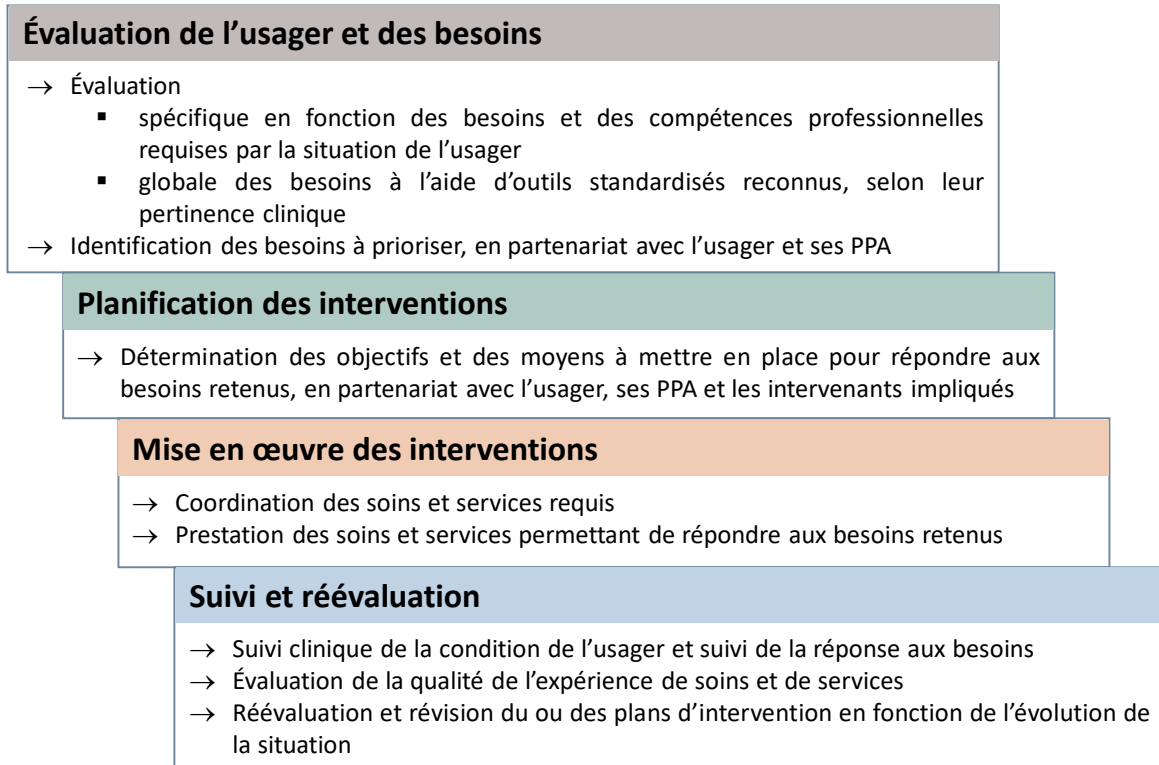 Évaluation de l’usager et des besoins
→ Évaluation
▪ spécifique en fonction des besoins et des compétences professionnelles
requises par la situation de l’usager
▪ globale des besoins à l’aide d’outils standardisés reconnus, selon leur
pertinence clinique
→ Identification des besoins à prioriser, en partenariat avec l’usager et ses PPA
Planification des interventions
→ Détermination des objectifs et des moyens à mettre en place pour répondre aux
besoins retenus, en partenariat avec l’usager, ses PPA et les intervenants impliqués
Mise en œuvre des interventions
→ Coordination des soins et services requis
→ Prestation des soins et services permettant de répondre aux besoins retenus
Suivi et réévaluation
→ Suivi clinique de la condition de l’usager et suivi de la réponse aux besoins
→ Évaluation de la qualité de l’expérience de soins et de services
→ Réévaluation et révision du ou des plans d’intervention en fonction de l’évolution de
la situation